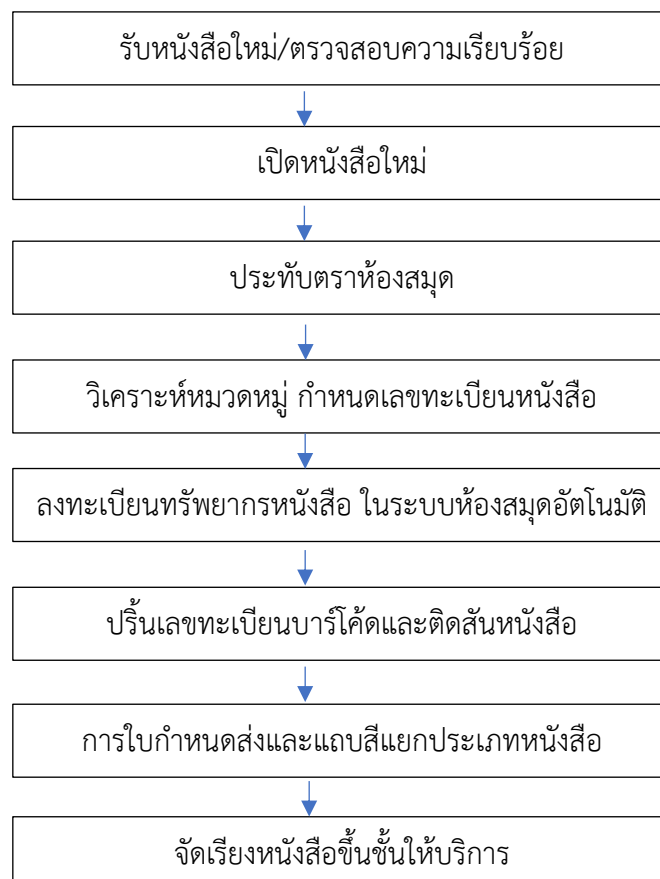 รับหนังสือใหม่/ตรวจสอบความเรียบร้อย
เปิดหนังสือใหม่
ประทับตราห้องสมุด
วิเคราะห์หมวดหมู่ กำหนดเลขทะเบียนหนังสือ
ลงทะเบียนทรัพยากรหนังสือ ในระบบห้องสมุดอัตโนมัติ
ปริ้นเลขทะเบียนบาร์โค้ดและติดสันหนังสือ
การใบกำหนดส่งและแถบสีแยกประเภทหนังสือ
จัดเรียงหนังสือขึ้นชั้นให้บริการ